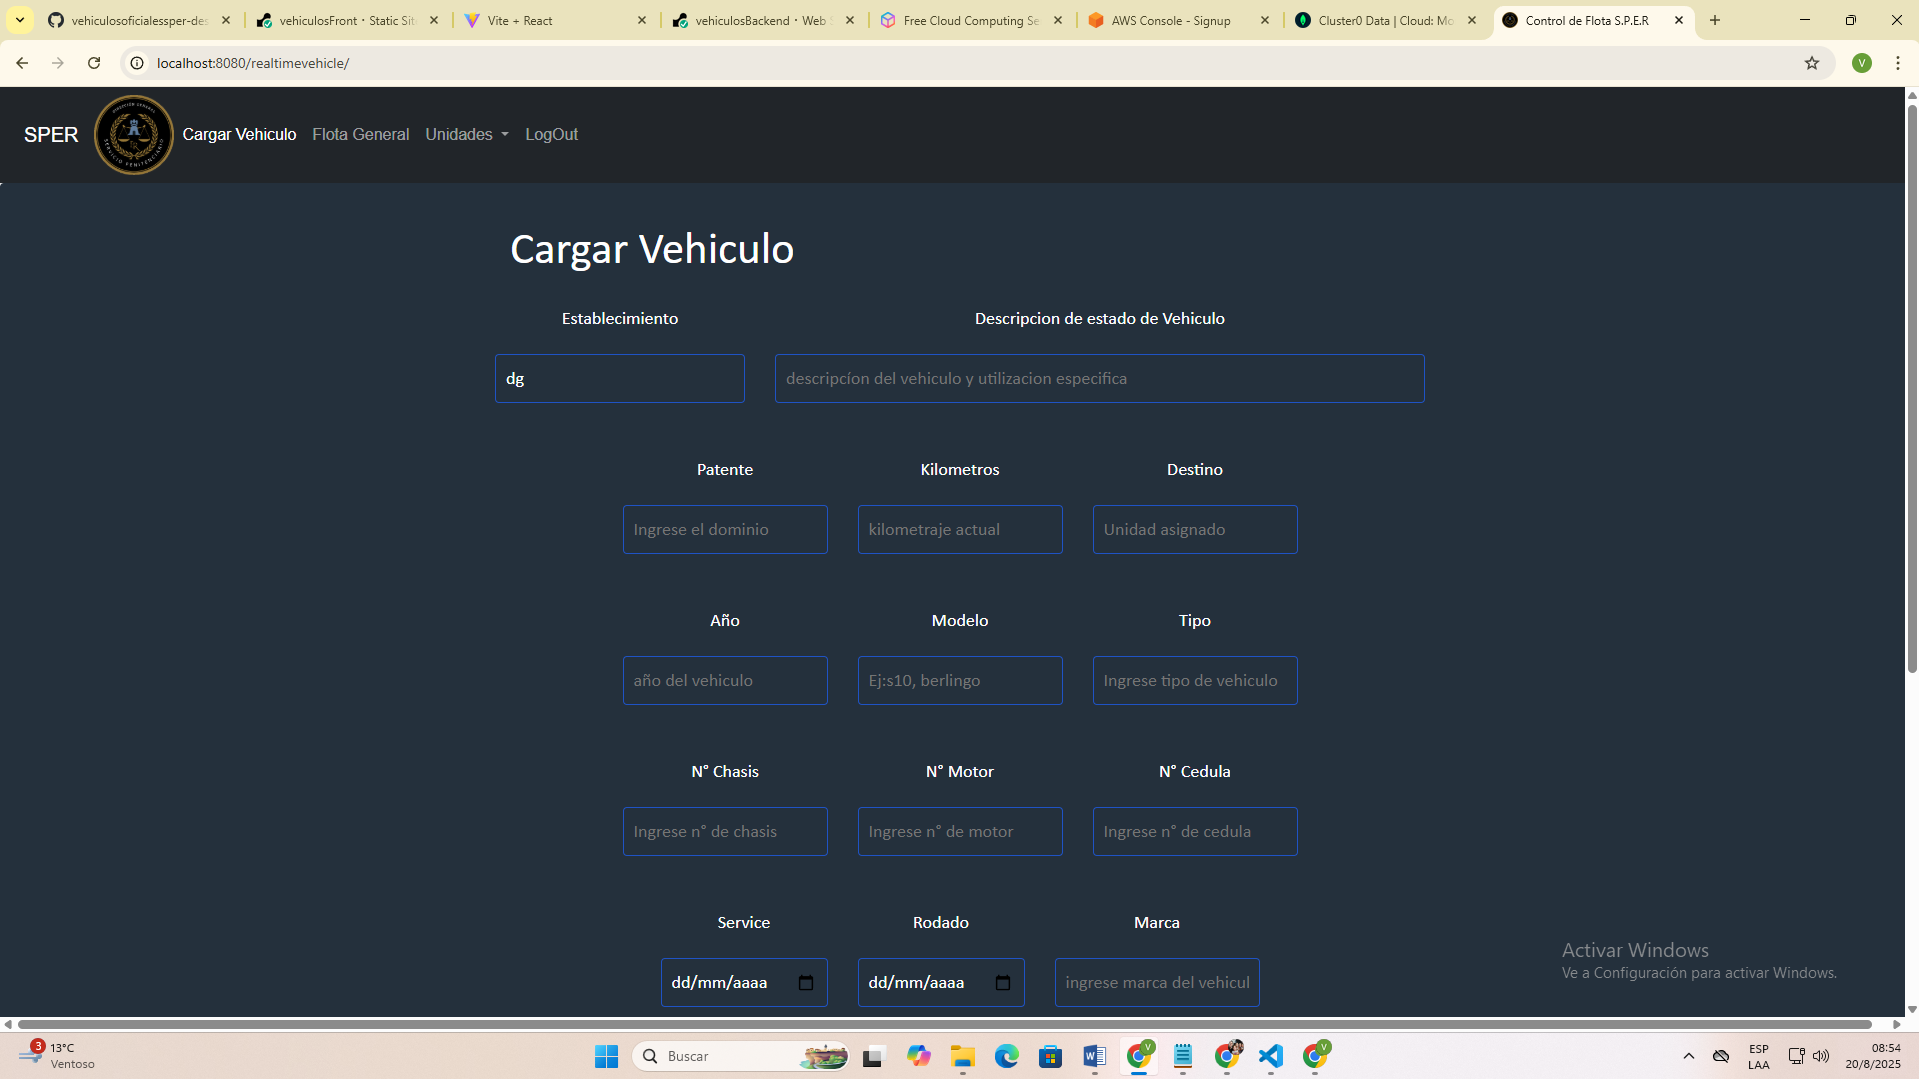 vehiculosoficialessper-de
vehiculosFront · Static Sit
Vite + React
vehiculosBackend · Web S
Free Cloud Computing Se
AWS Console - Signup
Cluster0 Data | Cloud: Mo
Control de Flota S.P.E.R
localhost:8080/realtimevehicle/
V
SPER
Cargar Vehiculo
Flota General
Unidades
LogOut
Cargar Vehiculo
Establecimiento
Descripcion de estado de Vehiculo
dg
descripcíon del vehiculo y utilizacion especifica
Patente
Kilometros
Destino
Ingrese el dominio
kilometraje actual
Unidad asignado
Año
Modelo
Tipo
año del vehiculo
Ej:s10, berlingo
Ingrese tipo de vehiculo
N° Chasis
N° Motor
N° Cedula
Ingrese n° de chasis
Ingrese n° de motor
Ingrese n° de cedula
Service
Rodado
Marca
dd/mm/aaaa
dd/mm/aaaa
ingrese marca del vehicul
Activar Windows
Ve a Configuración para activar Windows.
3
13°C
Ventoso
Buscar
ESP
LAA
08:54
20/8/2025